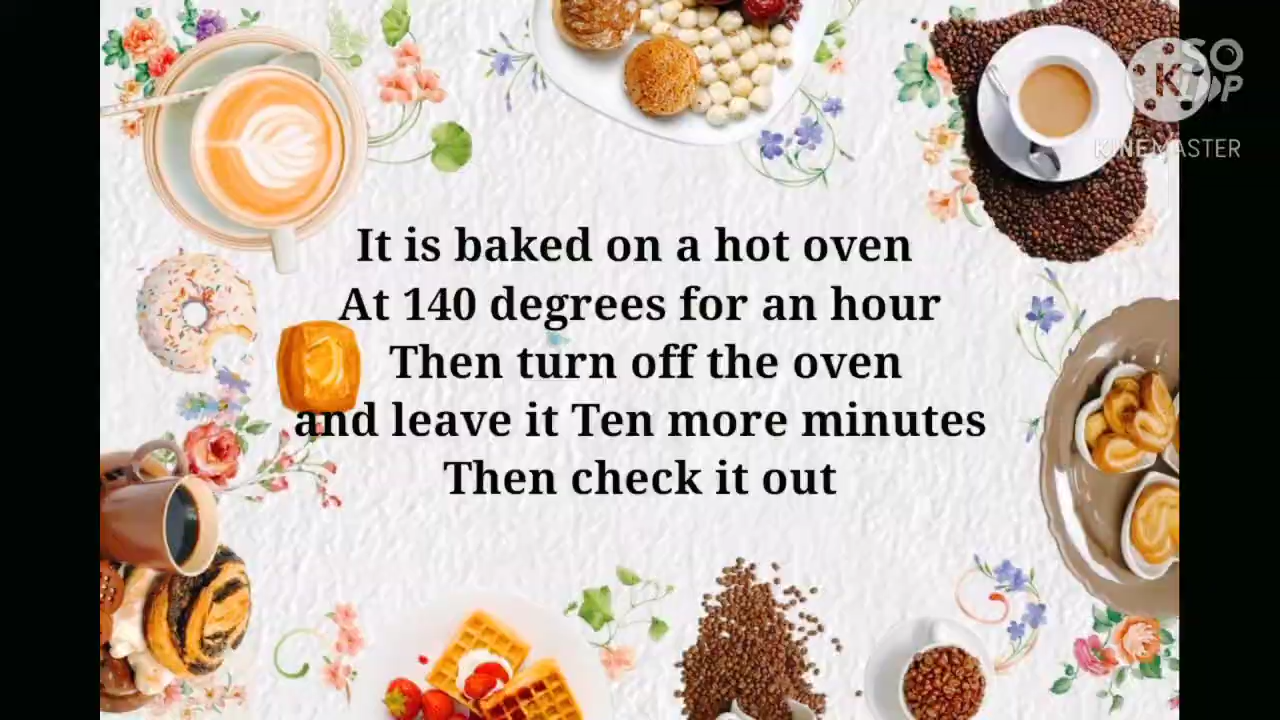 It is baked on a hot oven
At 140 degrees for an hour
Then turn off the oven
and leave it Ten more minutes
Then check it out
KINEMASTER